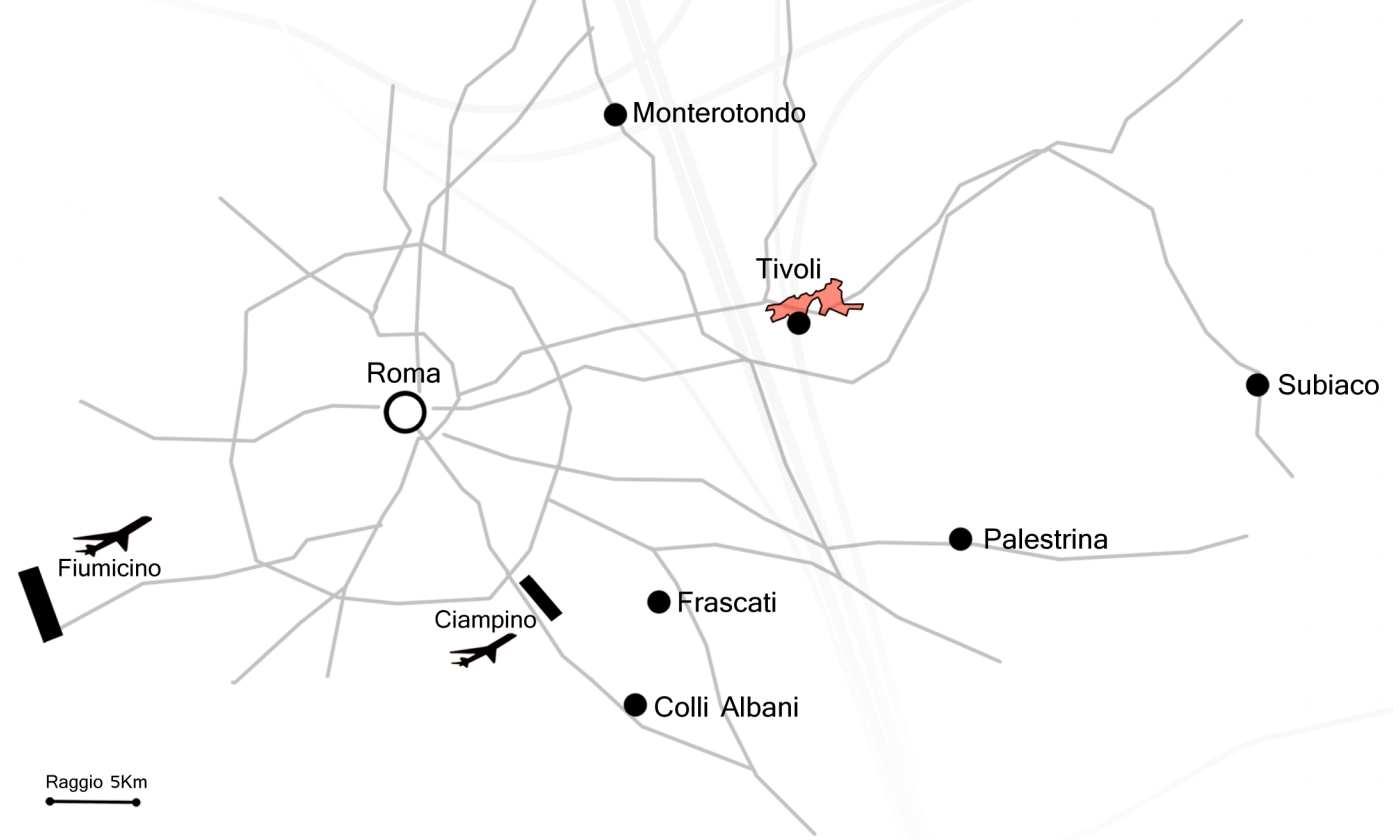 Monterotondo
Tivoli
Roma
Subiaco
Palestrina
Fiumicino
Frascati
Ciampino
Colli Albani
Raggio 5Km